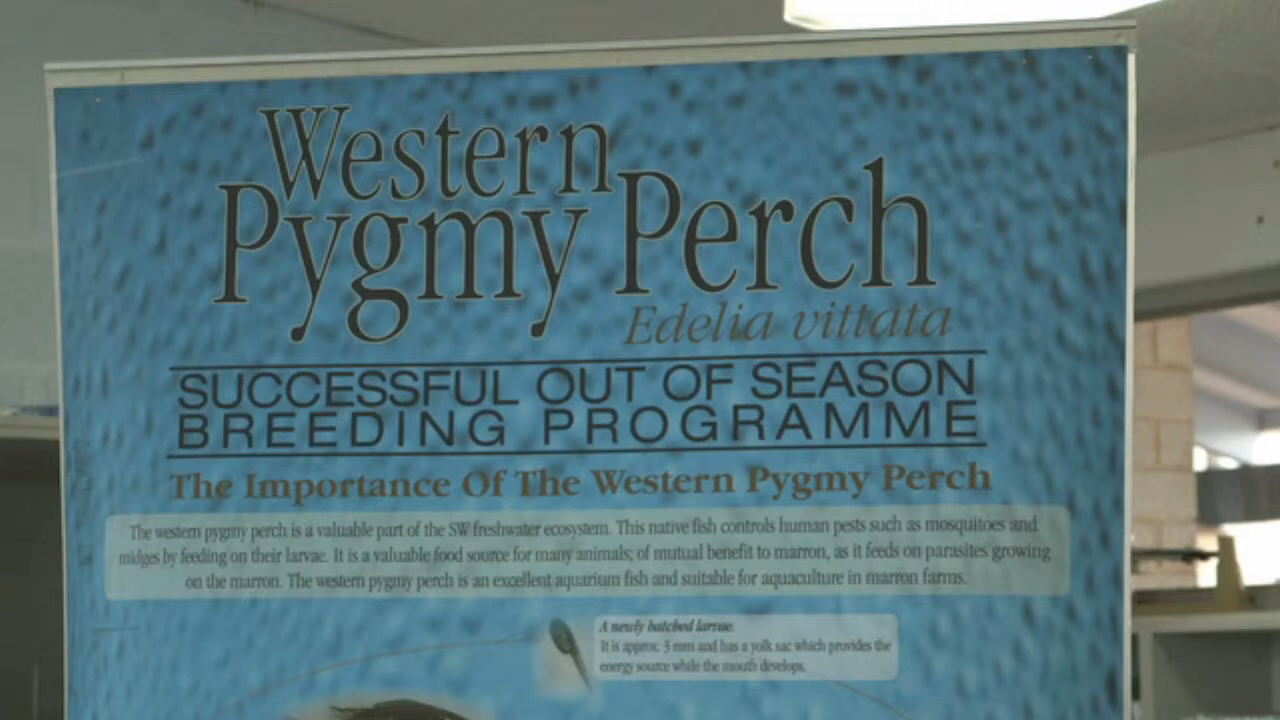 Western
Pygmy Perch
Edelia vittata
SUCCESSFUL OUT OF SEASON
BREEDING PROGRAMME
The Importance Of The Western Pygmy Perch
The western pygmy perch is a valuable part of the SW freshwater ecosystem. This native fish controls human pests such as mosquitoes and
midges by feeding on their larvae. It is a valuable food source for many animals; of mutual benefit to marron, as it feeds on parasites growing
on the marron. The western pygmy perch is an excellent aquarium fish and suitable for aquaculture in marron farms.
A newly hatched larvae.
It is approx 3 mm and has a yolk sac which provides the
energy source while the mouth develops.